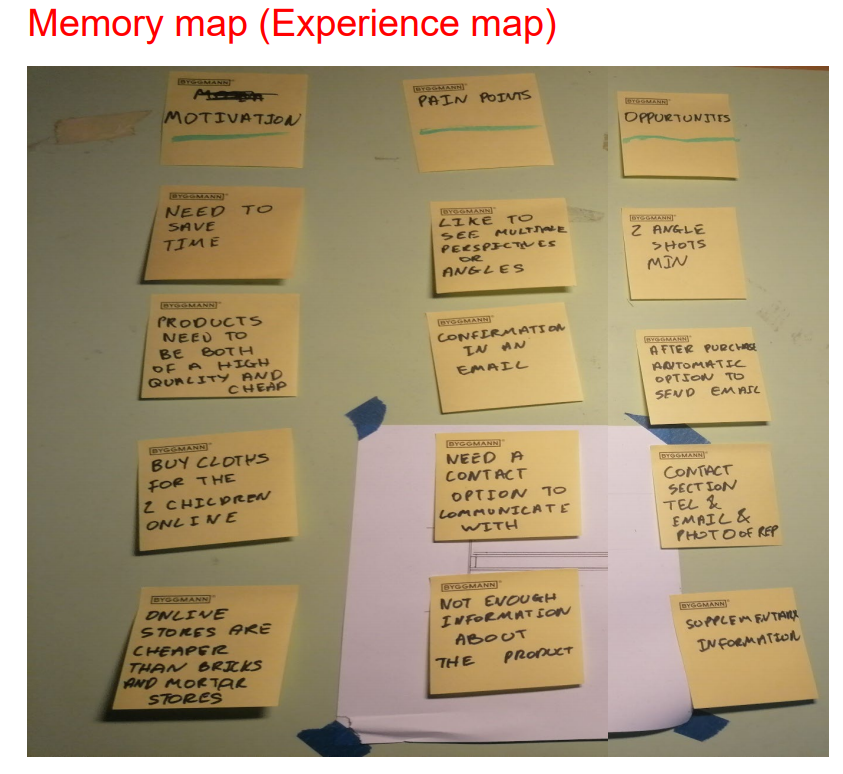 Memory map (Experience map)
BYGGMANN
MOTIVATION
BYGGMANN
NEED TO
SAVE
TIME
BYGGMANN
PRODUCTS
NEED TO
BE BOTH
OF A HIGH
QUALITY AND
CHEAP
BYGGMANN
BUY CLOTHS
FOR THE
2 CHILDREN
ONLINE
BYGGMANN
ONLINE
STORES ARE
CHEAPER
THAN BRICKS
AND MORTAR
STORES
BYGGMANN
PAIN POINTS
BYGGMANN
LIKE TO
SEE MULTIPLE
PERSPECTIVES
OR
ANGLES
BYGGMANN
CONFIRMATION
IN AN
EMAIL
BYGGMANN
NEED A
CONTACT
OPTION TO
COMMUNICATE
WITH
BYGGMANN
NOT ENOUGH
INFORMATION
ABOUT
THE PRODUCT
BYGGMANN
OPPURTUNITES
BYGGMANN
2 ANGLE
SHOTS
MIN
BYGGMANN
AFTER PURCHASE
AUTOMATIC
OPTION TO
SEND EMAIL
BYGGMANN
CONTACT
SECTION
TEL &
EMAIL &
PHOTO OF REP
BYGGMANN
SUPPLEMENTARY
INFORMATION